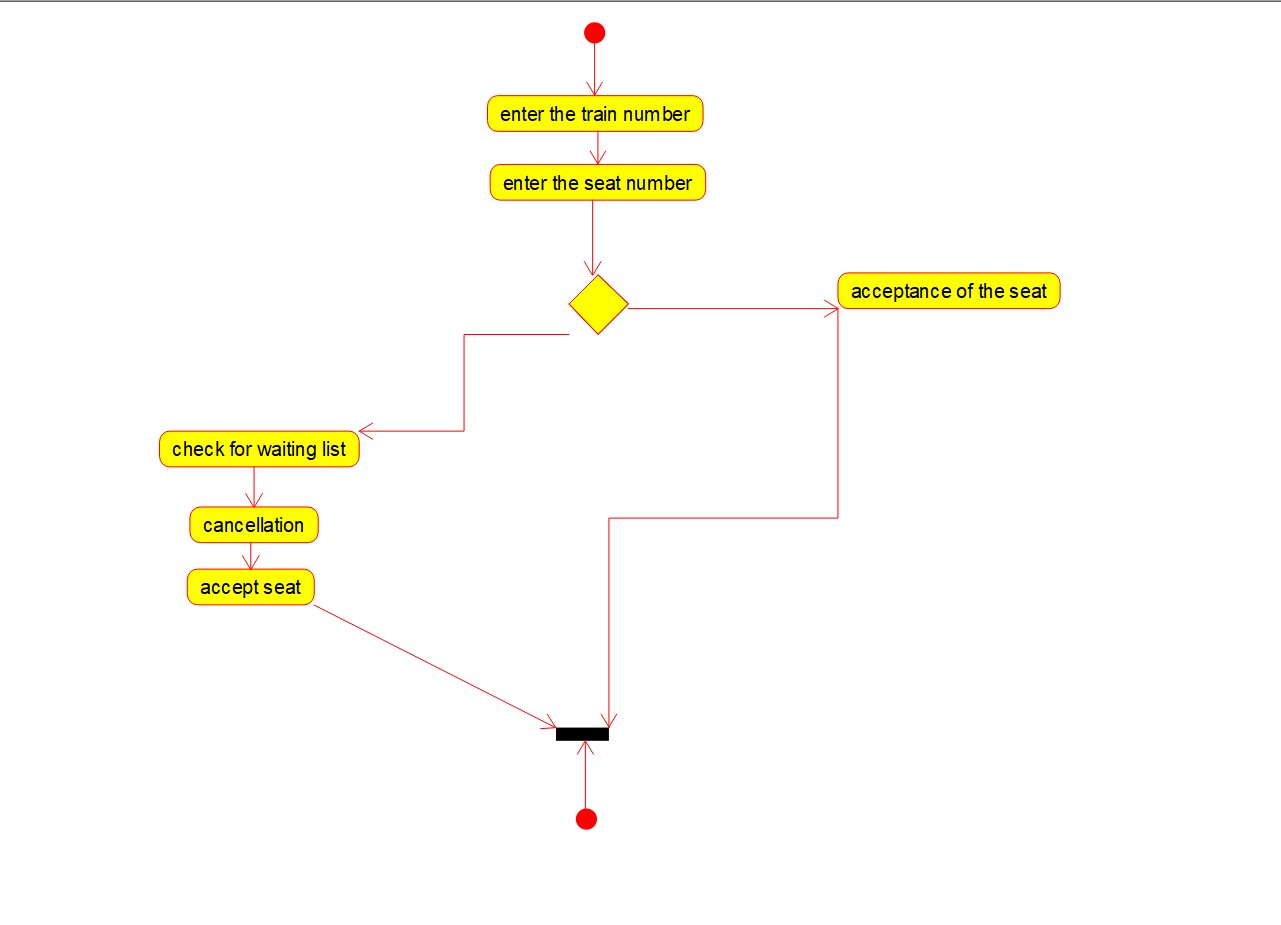 enter the train number
enter the seat number
acceptance of the seat
check for waiting list
cancellation
accept seat